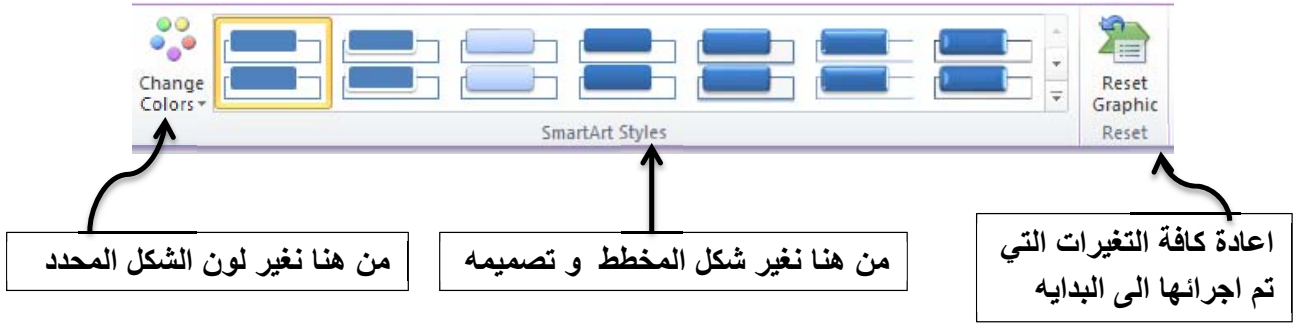 Change
Colors
SmartArt Styles
Reset
Graphic
Reset
من هنا نغير لون الشكل المحدد
من هنا نغير شكل المخطط و تصميمه
اعادة كافة التغيرات التي
تم اجرائها الى البدايه